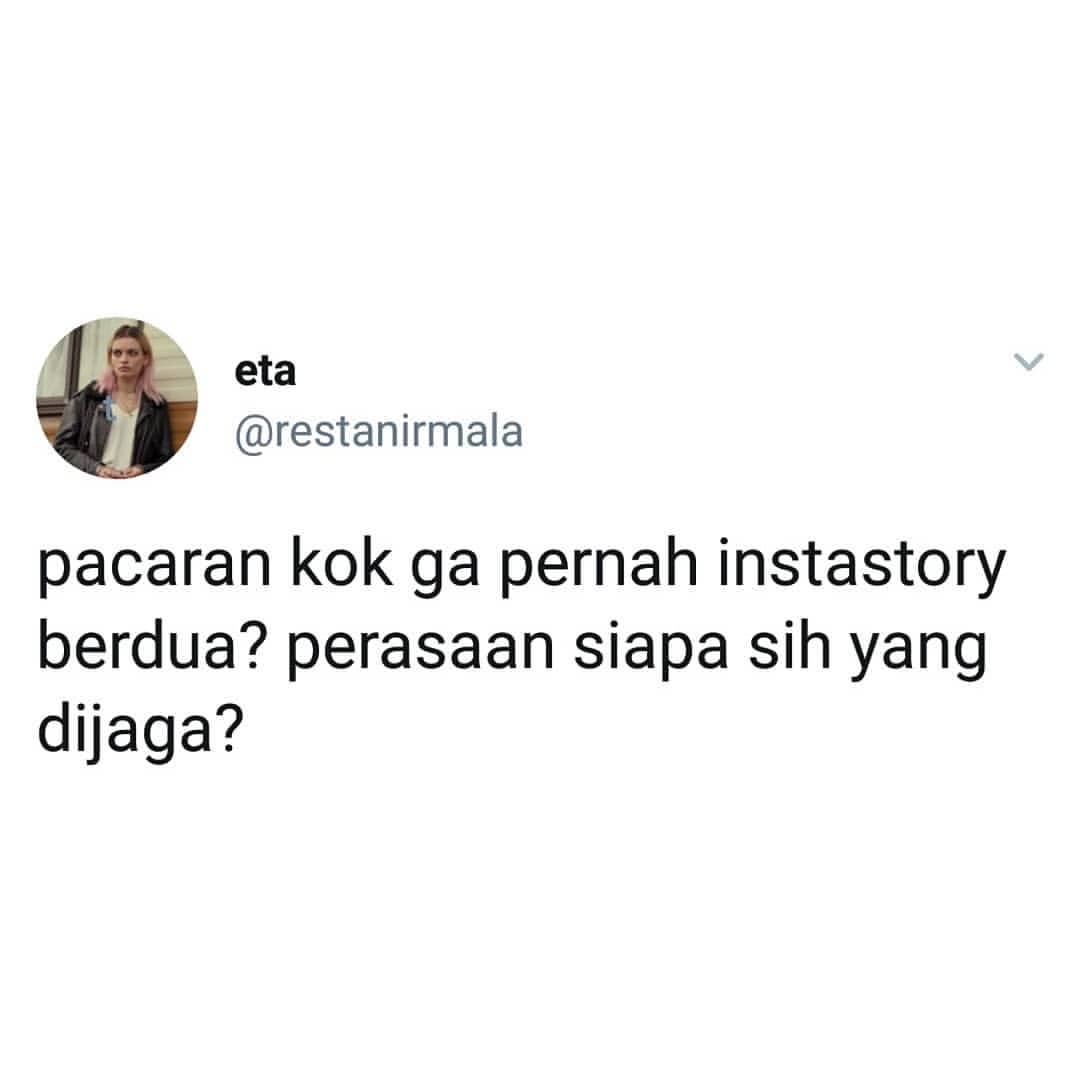 eta
@restanirmala
pacaran kok ga pernah instastory
berdua? perasaan siapa sih yang
dijaga?